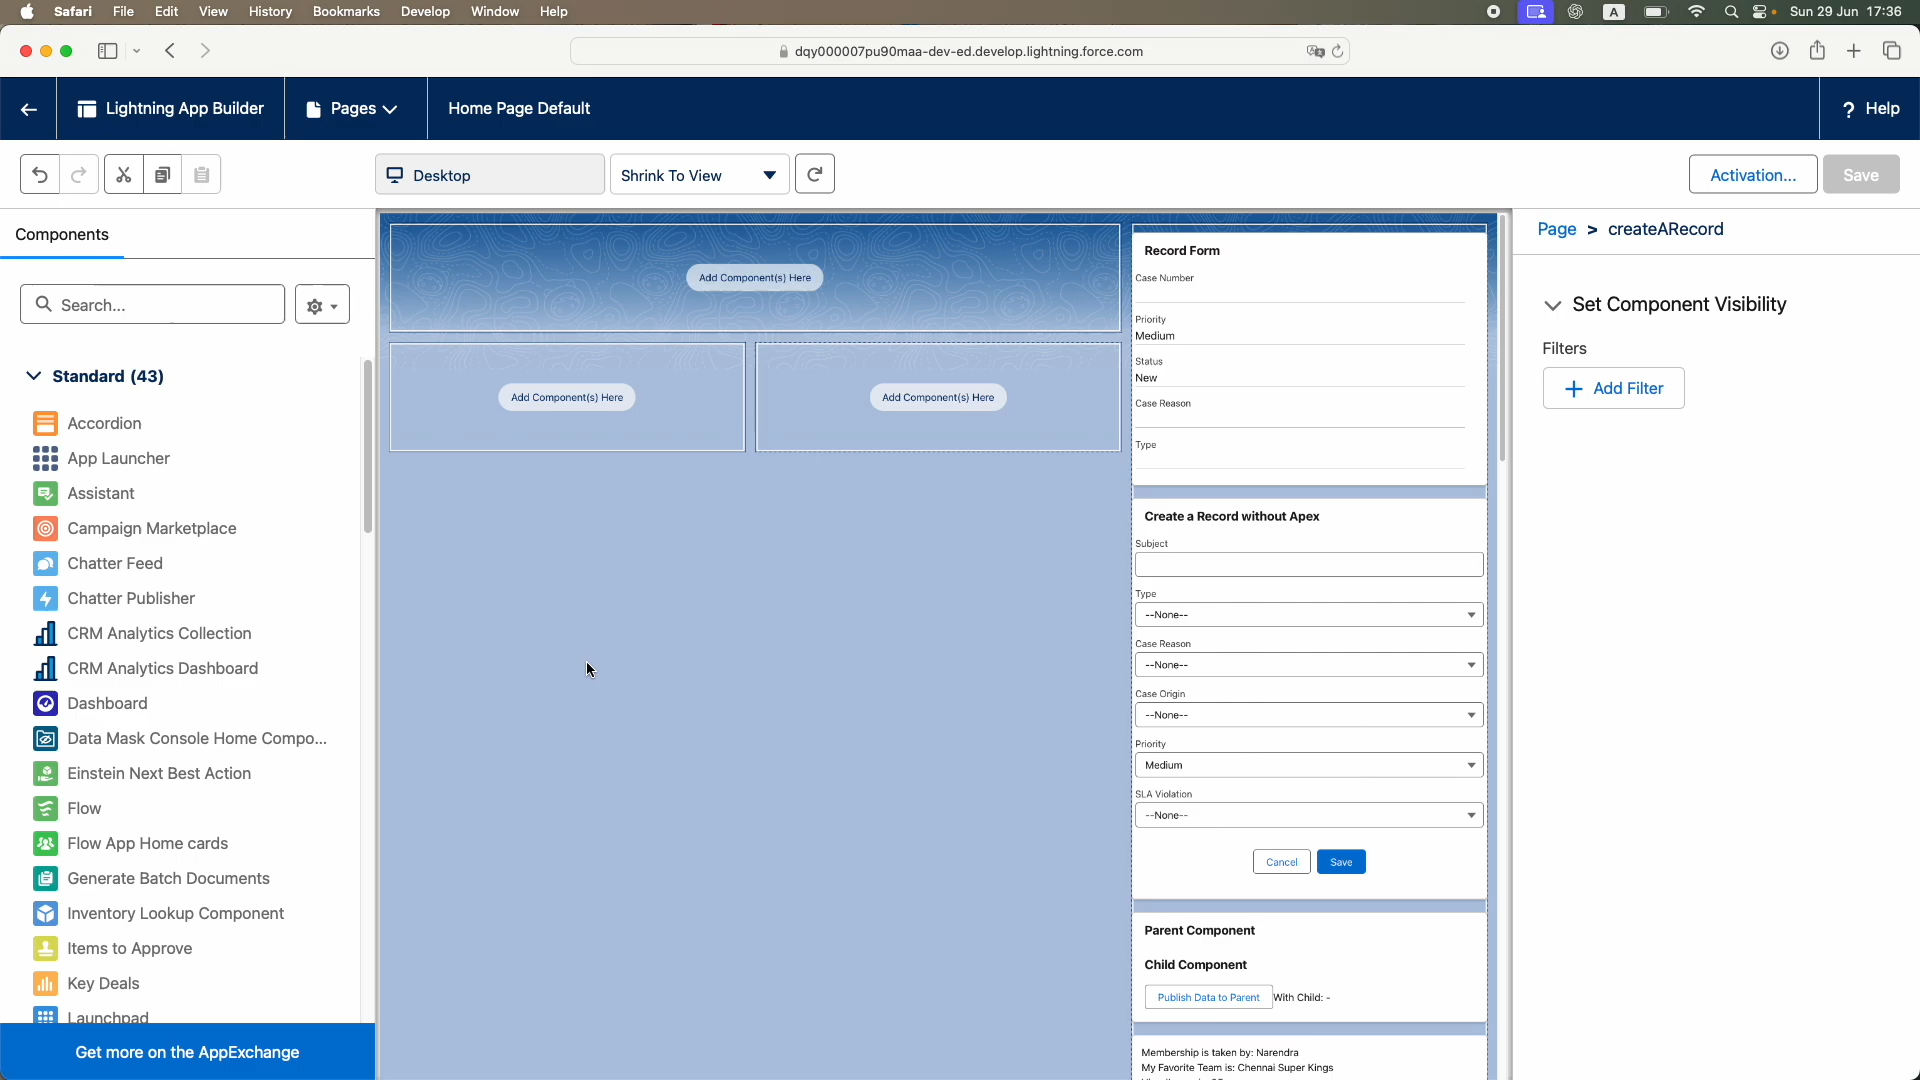 Safari File Edit View History Bookmarks Develop Window Help
A
Sun 29 Jun 17:36
dqy000007pu90maa-dev-ed.develop.lightning.force.com
Lightning App Builder
Pages
Home Page Default
? Help
Desktop
Shrink To View
Activation...
Save
Components
Search...
Standard (43)
Accordion
App Launcher
Assistant
Campaign Marketplace
Chatter Feed
Chatter Publisher
CRM Analytics Collection
CRM Analytics Dashboard
Dashboard
Data Mask Console Home Compo...
Einstein Next Best Action
Flow
Flow App Home cards
Generate Batch Documents
Inventory Lookup Component
Items to Approve
Key Deals
Launchpad
Get more on the AppExchange
Add Component(s) Here
Add Component(s) Here
Add Component(s) Here
Record Form
Case Number
Priority
Medium
Status
New
Case Reason
Type
Create a Record without Apex
Subject
Type
--None--
Case Reason
--None--
Case Origin
--None--
Priority
Medium
SLA Violation
--None--
Cancel
Save
Parent Component
Child Component
Publish Data to Parent
With Child: -
Membership is taken by: Narendra
My Favorite Team is: Chennai Super Kings
Page > createARecord
Set Component Visibility
Filters
+ Add Filter